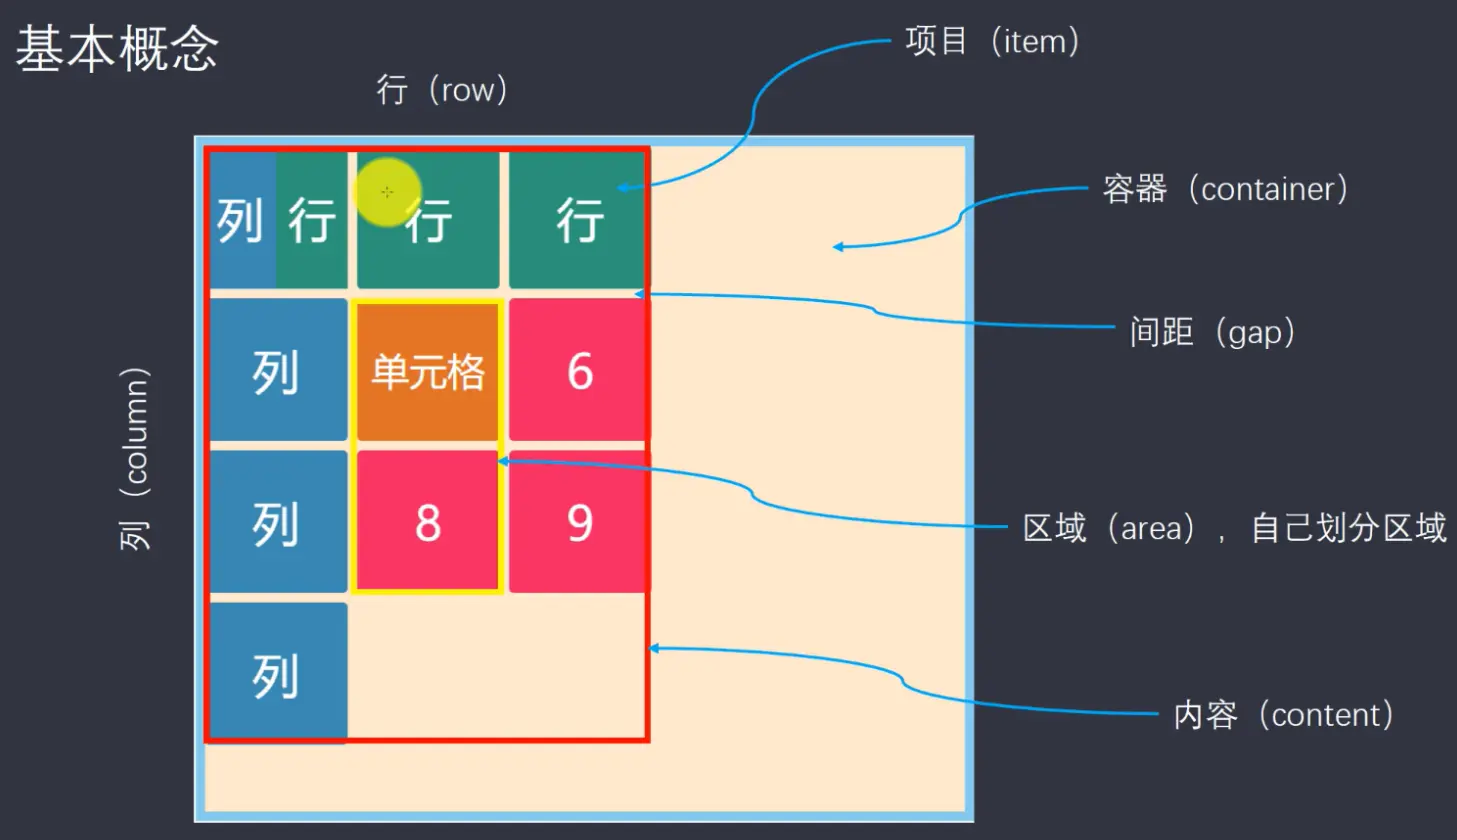 基本概念
项目（item）
行（row）
容器（container）
列 行 行 行
间距（gap）
列 单元格 6
列（column）
列 8 9
区域（area），自己划分区域
列
内容（content）